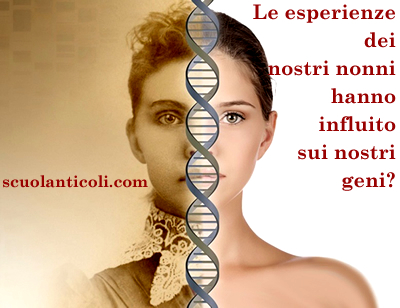 Le esperienze
dei
nostri nonni
hanno
influito
sui nostri
geni?
scuolanticoli.com